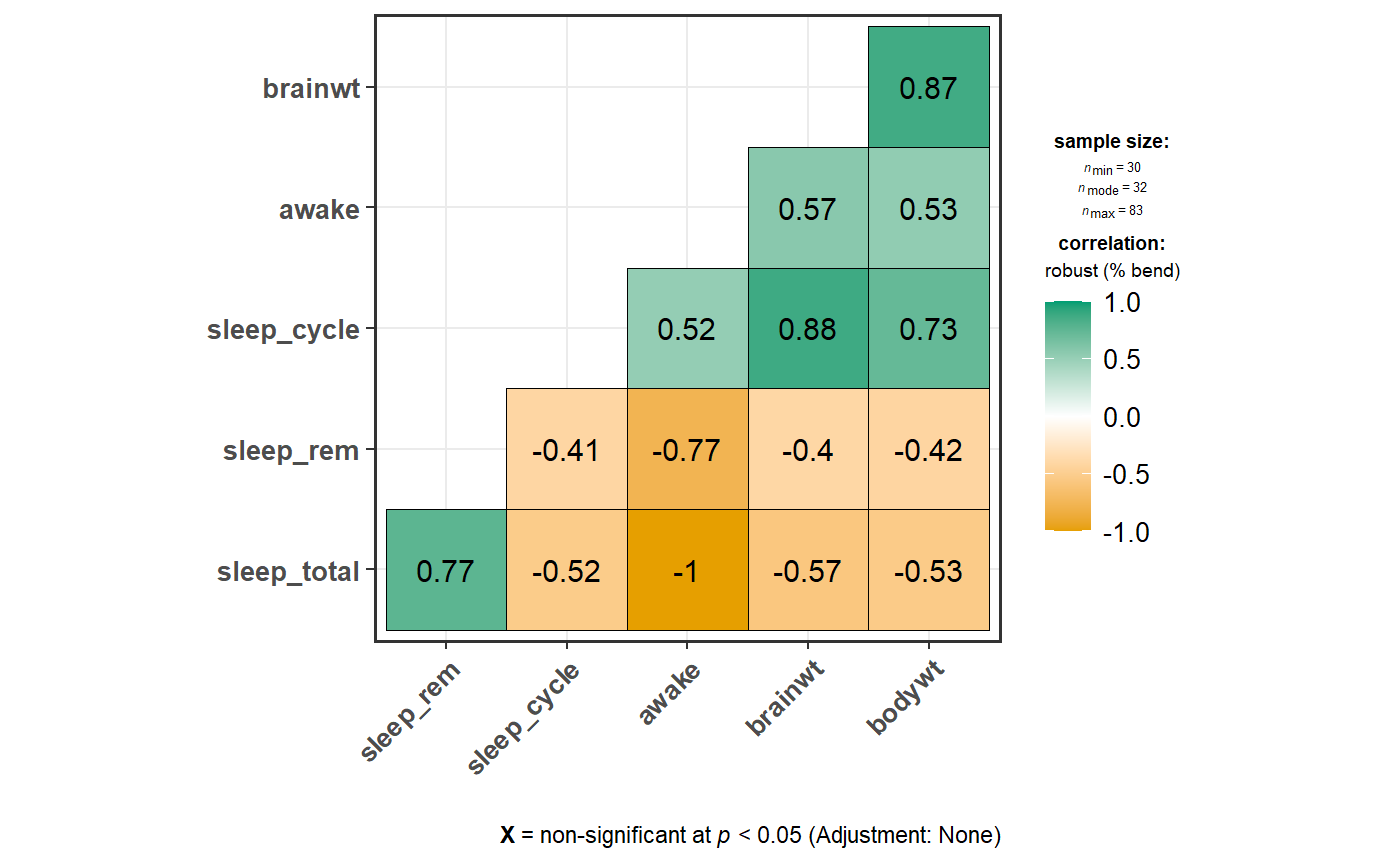 brainwt 0.87
awake 0.57 0.53
sleep_cycle 0.52 0.88 0.73
sleep_rem -0.41 -0.77 -0.4 -0.42
sleep_total 0.77 -0.52 -1 -0.57 -0.53
sleep_rem sleep_cycle awake brainwt bodywt
sample size:
n min = 30
n mode = 32
n max = 83
correlation:
robust (% bend)
1.0
0.5
0.0
-0.5
-1.0
X = non-significant at p < 0.05 (Adjustment: None)